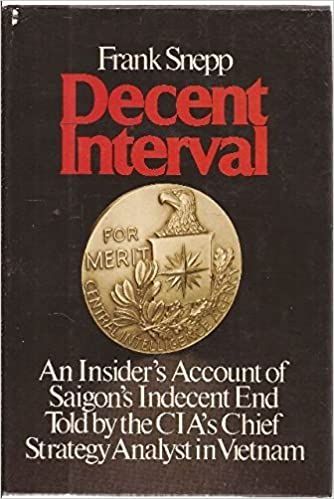 Frank Snepp
Decent
Interval
FOR
MERIT
CENTRAL INTELLIGENCE AGENCY
An Insider's Account of
Saigon's Indecent End
Told by the CIA's Chief
Strategy Analyst in Vietnam